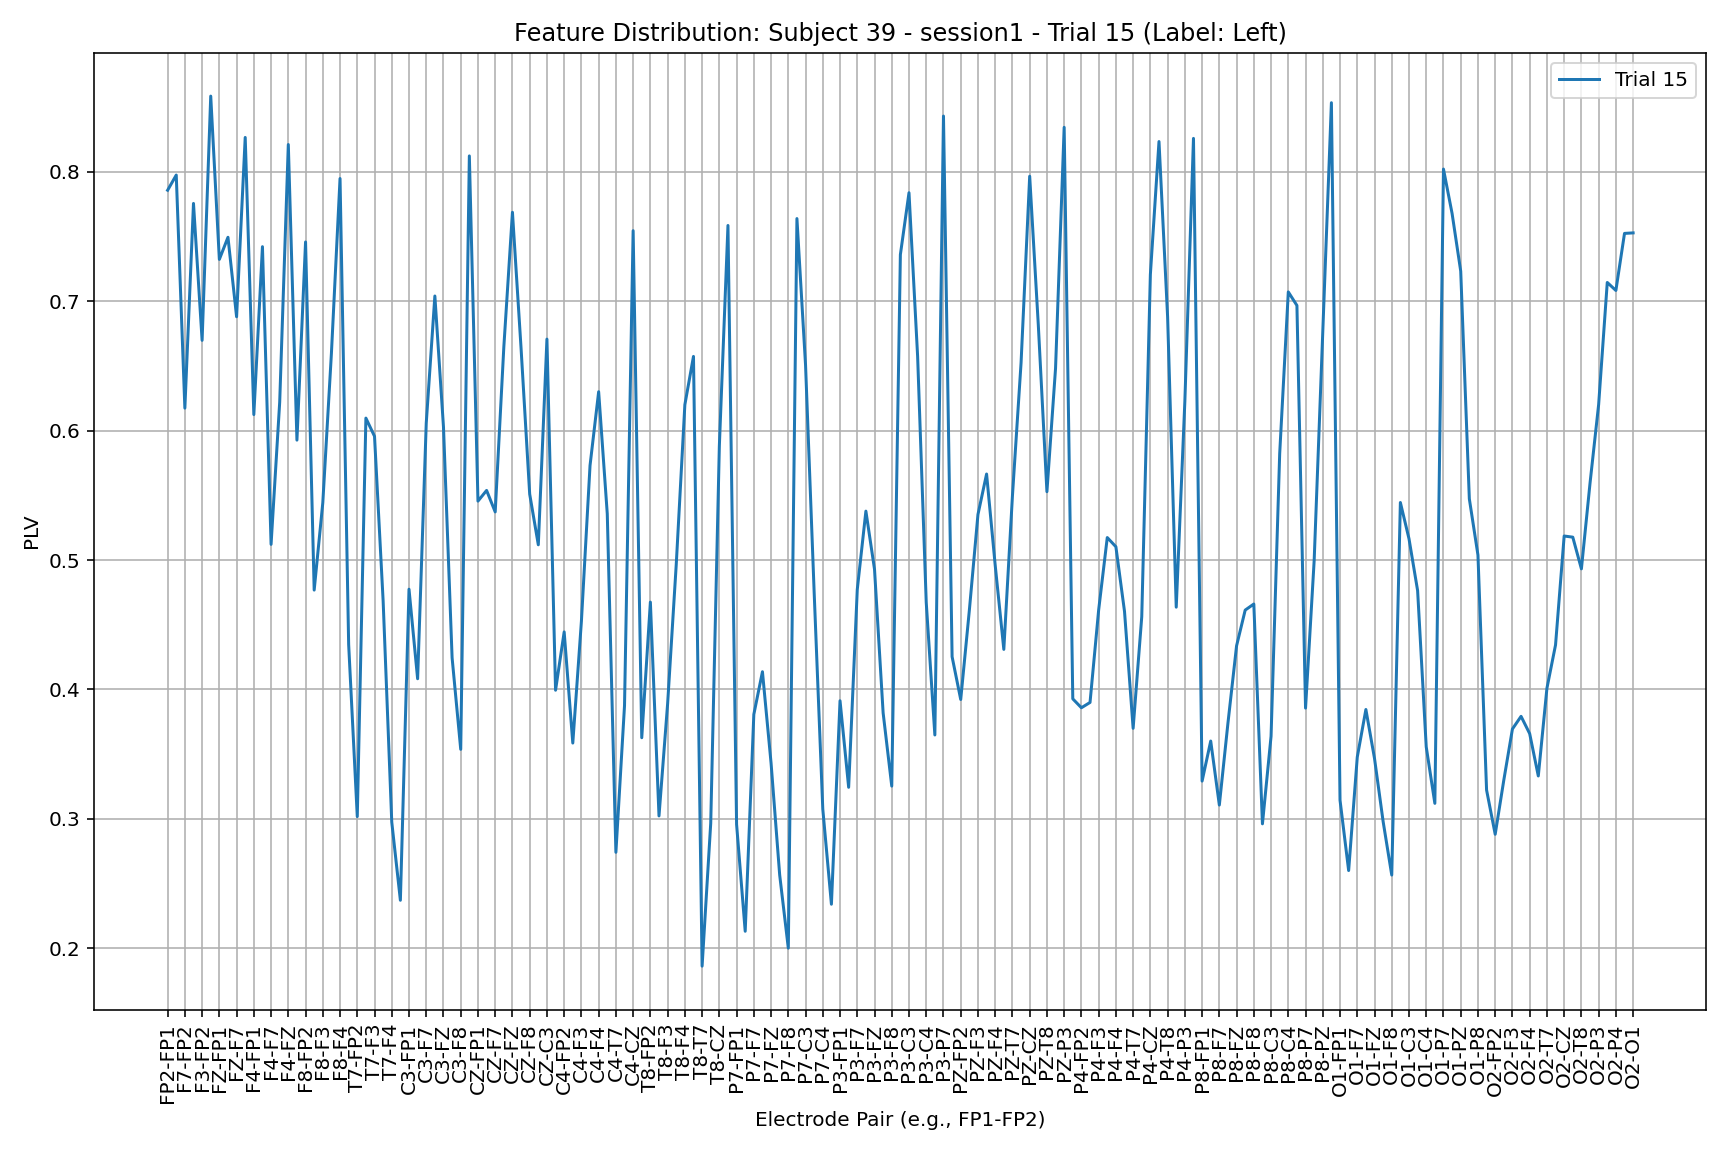 Feature Distribution: Subject 39 - session1 - Trial 15 (Label: Left)
Trial 15
PLV
0.8
0.7
0.6
0.5
0.4
0.3
0.2
FP2-FP1
F7-FP2
F3-FP2
FZ-FP1
FZ-F7
F4-FP1
F4-F7
F4-FZ
F8-FP2
F8-F3
F8-F4
T7-FP2
T7-F3
T7-F4
C3-FP1
C3-F7
C3-FZ
C3-F8
CZ-FP1
CZ-F7
CZ-FZ
CZ-F8
CZ-C3
C4-FP2
C4-F3
C4-F4
C4-T7
C4-CZ
T8-FP2
T8-F3
T8-F4
T8-T7
T8-CZ
P7-FP1
P7-F7
P7-FZ
P7-F8
P7-C3
P7-C4
P3-FP1
P3-F7
P3-FZ
P3-F8
P3-C3
P3-C4
P3-P7
PZ-FP2
PZ-F3
PZ-F4
PZ-T7
PZ-CZ
PZ-T8
PZ-P3
P4-FP2
P4-F3
P4-F4
P4-T7
P4-CZ
P4-T8
P4-P3
P8-FP1
P8-F7
P8-FZ
P8-F8
P8-C3
P8-C4
P8-P7
P8-PZ
O1-FP1
O1-F7
O1-FZ
O1-F8
O1-C3
O1-C4
O1-P7
O1-PZ
O1-P8
O2-FP2
O2-F3
O2-F4
O2-T7
O2-CZ
O2-T8
O2-P3
O2-P4
O2-O1
Electrode Pair (e.g., FP1-FP2)